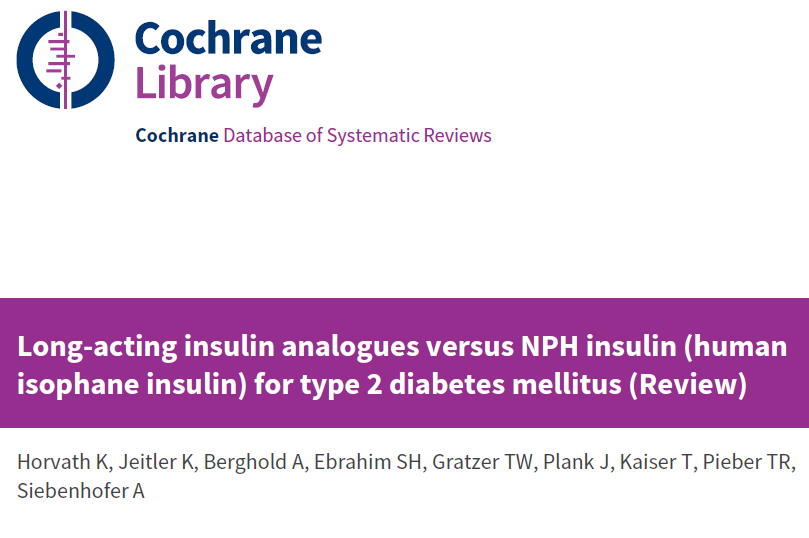 Cochrane
Library
Cochrane Database of Systematic Reviews
Long-acting insulin analogues versus NPH insulin (human
isophane insulin) for type 2 diabetes mellitus (Review)
Horvath K, Jeitler K, Berghold A, Ebrahim SH, Gratzer TW, Plank J, Kaiser T, Pieber TR,
Siebenhofer A